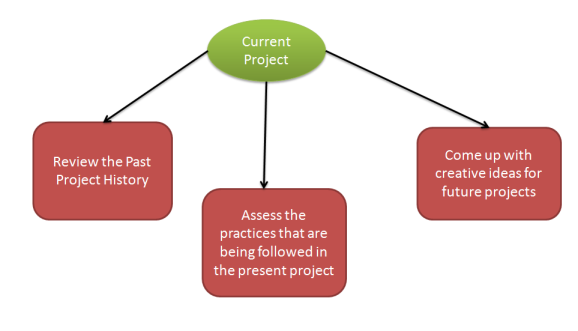 Current
Project
Review the Past
Project History
Assess the
practices that are
being followed in
the present project
Come up with
creative ideas for
future projects